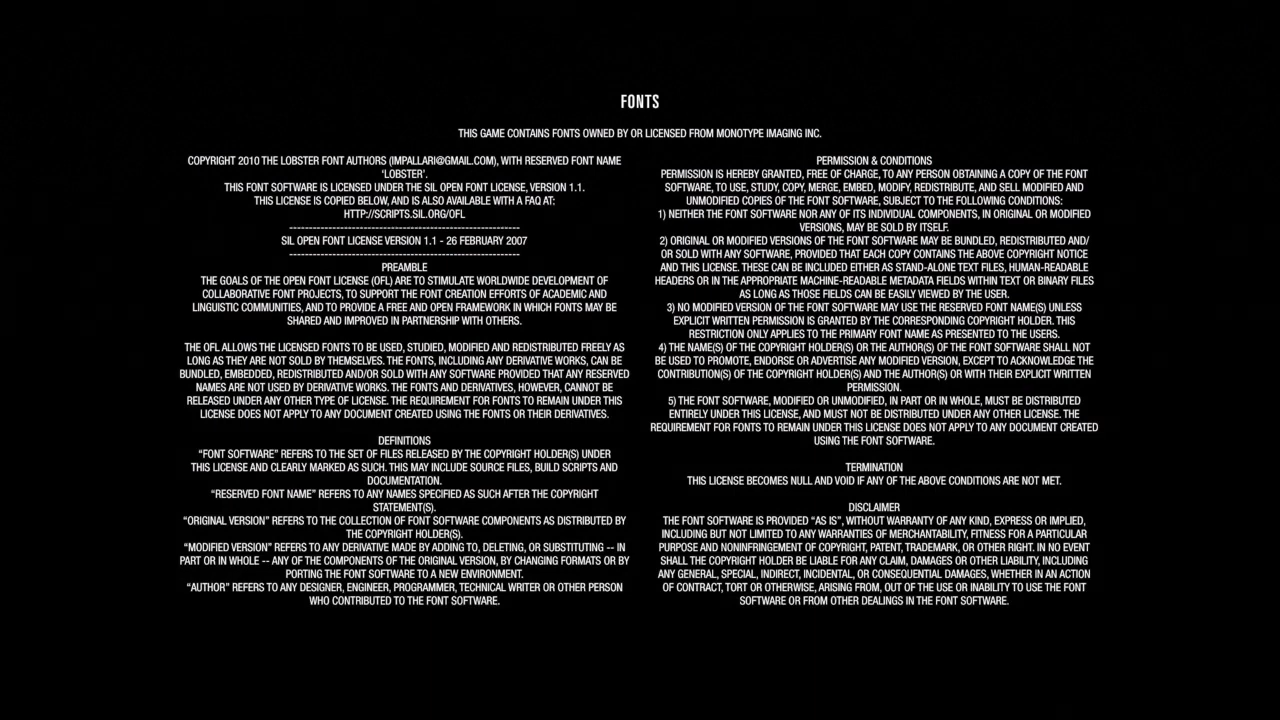 FONTS
THIS GAME CONTAINS FONTS OWNED BY OR LICENSED FROM MONOTYPE IMAGING INC.
COPYRIGHT 2010 THE LOBSTER FONT AUTHORS (IMPALLARI@GMAIL.COM), WITH RESERVED FONT NAME
‘LOBSTER’.
THIS FONT SOFTWARE IS LICENSED UNDER THE SIL OPEN FONT LICENSE, VERSION 1.1.
THIS LICENSE IS COPIED BELOW, AND IS ALSO AVAILABLE WITH A FAQ AT:
HTTP://SCRIPTS.SIL.ORG/OFL
-----------------------------------------------------------
SIL OPEN FONT LICENSE VERSION 1.1 - 26 FEBRUARY 2007
-----------------------------------------------------------
PREAMBLE
THE GOALS OF THE OPEN FONT LICENSE (OFL) ARE TO STIMULATE WORLDWIDE DEVELOPMENT OF
COLLABORATIVE FONT PROJECTS, TO SUPPORT THE FONT CREATION EFFORTS OF ACADEMIC AND
LINGUISTIC COMMUNITIES, AND TO PROVIDE A FREE AND OPEN FRAMEWORK IN WHICH FONTS MAY BE
SHARED AND IMPROVED IN PARTNERSHIP WITH OTHERS.
THE OFL ALLOWS THE LICENSED FONTS TO BE USED, STUDIED, MODIFIED AND REDISTRIBUTED FREELY AS
LONG AS THEY ARE NOT SOLD BY THEMSELVES. THE FONTS, INCLUDING ANY DERIVATIVE WORKS, CAN BE
BUNDLED, EMBEDDED, REDISTRIBUTED AND/OR SOLD WITH ANY SOFTWARE PROVIDED THAT ANY RESERVED
NAMES ARE NOT USED BY DERIVATIVE WORKS. THE FONTS AND DERIVATIVES, HOWEVER, CANNOT BE
RELEASED UNDER ANY OTHER TYPE OF LICENSE. THE REQUIREMENT FOR FONTS TO REMAIN UNDER THIS
LICENSE DOES NOT APPLY TO ANY DOCUMENT CREATED USING THE FONTS OR THEIR DERIVATIVES.
DEFINITIONS
“FONT SOFTWARE” REFERS TO THE SET OF FILES RELEASED BY THE COPYRIGHT HOLDER(S) UNDER
THIS LICENSE AND CLEARLY MARKED AS SUCH. THIS MAY INCLUDE SOURCE FILES, BUILD SCRIPTS AND
DOCUMENTATION.
“RESERVED FONT NAME” REFERS TO ANY NAMES SPECIFIED AS SUCH AFTER THE COPYRIGHT
STATEMENT(S).
“ORIGINAL VERSION” REFERS TO THE COLLECTION OF FONT SOFTWARE COMPONENTS AS DISTRIBUTED BY
THE COPYRIGHT HOLDER(S).
“MODIFIED VERSION” REFERS TO ANY DERIVATIVE MADE BY ADDING TO, DELETING, OR SUBSTITUTING -- IN
PART OR IN WHOLE -- ANY OF THE COMPONENTS OF THE ORIGINAL VERSION, BY CHANGING FORMATS OR BY
PORTING THE FONT SOFTWARE TO A NEW ENVIRONMENT.
“AUTHOR” REFERS TO ANY DESIGNER, ENGINEER, PROGRAMMER, TECHNICAL WRITER OR OTHER PERSON
WHO CONTRIBUTED TO THE FONT SOFTWARE.
PERMISSION & CONDITIONS
PERMISSION IS HEREBY GRANTED, FREE OF CHARGE, TO ANY PERSON OBTAINING A COPY OF THE FONT
SOFTWARE, TO USE, STUDY, COPY, MERGE, EMBED, MODIFY, REDISTRIBUTE, AND SELL MODIFIED AND
UNMODIFIED COPIES OF THE FONT SOFTWARE, SUBJECT TO THE FOLLOWING CONDITIONS:
1) NEITHER THE FONT SOFTWARE NOR ANY OF ITS INDIVIDUAL COMPONENTS, IN ORIGINAL OR MODIFIED
VERSIONS, MAY BE SOLD BY ITSELF.
2) ORIGINAL OR MODIFIED VERSIONS OF THE FONT SOFTWARE MAY BE BUNDLED, REDISTRIBUTED AND/
OR SOLD WITH ANY SOFTWARE, PROVIDED THAT EACH COPY CONTAINS THE ABOVE COPYRIGHT NOTICE
AND THIS LICENSE. THESE CAN BE INCLUDED EITHER AS STAND-ALONE TEXT FILES, HUMAN-READABLE
HEADERS OR IN THE APPROPRIATE MACHINE-READABLE METADATA FIELDS WITHIN TEXT OR BINARY FILES
AS LONG AS THOSE FIELDS CAN BE EASILY VIEWED BY THE USER.
3) NO MODIFIED VERSION OF THE FONT SOFTWARE MAY USE THE RESERVED FONT NAME(S) UNLESS
EXPLICIT WRITTEN PERMISSION IS GRANTED BY THE CORRESPONDING COPYRIGHT HOLDER. THIS
RESTRICTION ONLY APPLIES TO THE PRIMARY FONT NAME AS PRESENTED TO THE USERS.
4) THE NAME(S) OF THE COPYRIGHT HOLDER(S) OR THE AUTHOR(S) OF THE FONT SOFTWARE SHALL NOT
BE USED TO PROMOTE, ENDORSE OR ADVERTISE ANY MODIFIED VERSION, EXCEPT TO ACKNOWLEDGE THE
CONTRIBUTION(S) OF THE COPYRIGHT HOLDER(S) AND THE AUTHOR(S) OR WITH THEIR EXPLICIT WRITTEN
PERMISSION.
5) THE FONT SOFTWARE, MODIFIED OR UNMODIFIED, IN PART OR IN WHOLE, MUST BE DISTRIBUTED
ENTIRELY UNDER THIS LICENSE, AND MUST NOT BE DISTRIBUTED UNDER ANY OTHER LICENSE. THE
REQUIREMENT FOR FONTS TO REMAIN UNDER THIS LICENSE DOES NOT APPLY TO ANY DOCUMENT CREATED
USING THE FONT SOFTWARE.
TERMINATION
THIS LICENSE BECOMES NULL AND VOID IF ANY OF THE ABOVE CONDITIONS ARE NOT MET.
DISCLAIMER
THE FONT SOFTWARE IS PROVIDED “AS IS”, WITHOUT WARRANTY OF ANY KIND, EXPRESS OR IMPLIED,
INCLUDING BUT NOT LIMITED TO ANY WARRANTIES OF MERCHANTABILITY, FITNESS FOR A PARTICULAR
PURPOSE AND NONINFRINGEMENT OF COPYRIGHT, PATENT, TRADEMARK, OR OTHER RIGHT. IN NO EVENT
SHALL THE COPYRIGHT HOLDER BE LIABLE FOR ANY CLAIM, DAMAGES OR OTHER LIABILITY, INCLUDING
ANY GENERAL, SPECIAL, INDIRECT, INCIDENTAL, OR CONSEQUENTIAL DAMAGES, WHETHER IN AN ACTION
OF CONTRACT, TORT OR OTHERWISE, ARISING FROM, OUT OF THE USE OR INABILITY TO USE THE FONT
SOFTWARE OR FROM OTHER DEALINGS IN THE FONT SOFTWARE.